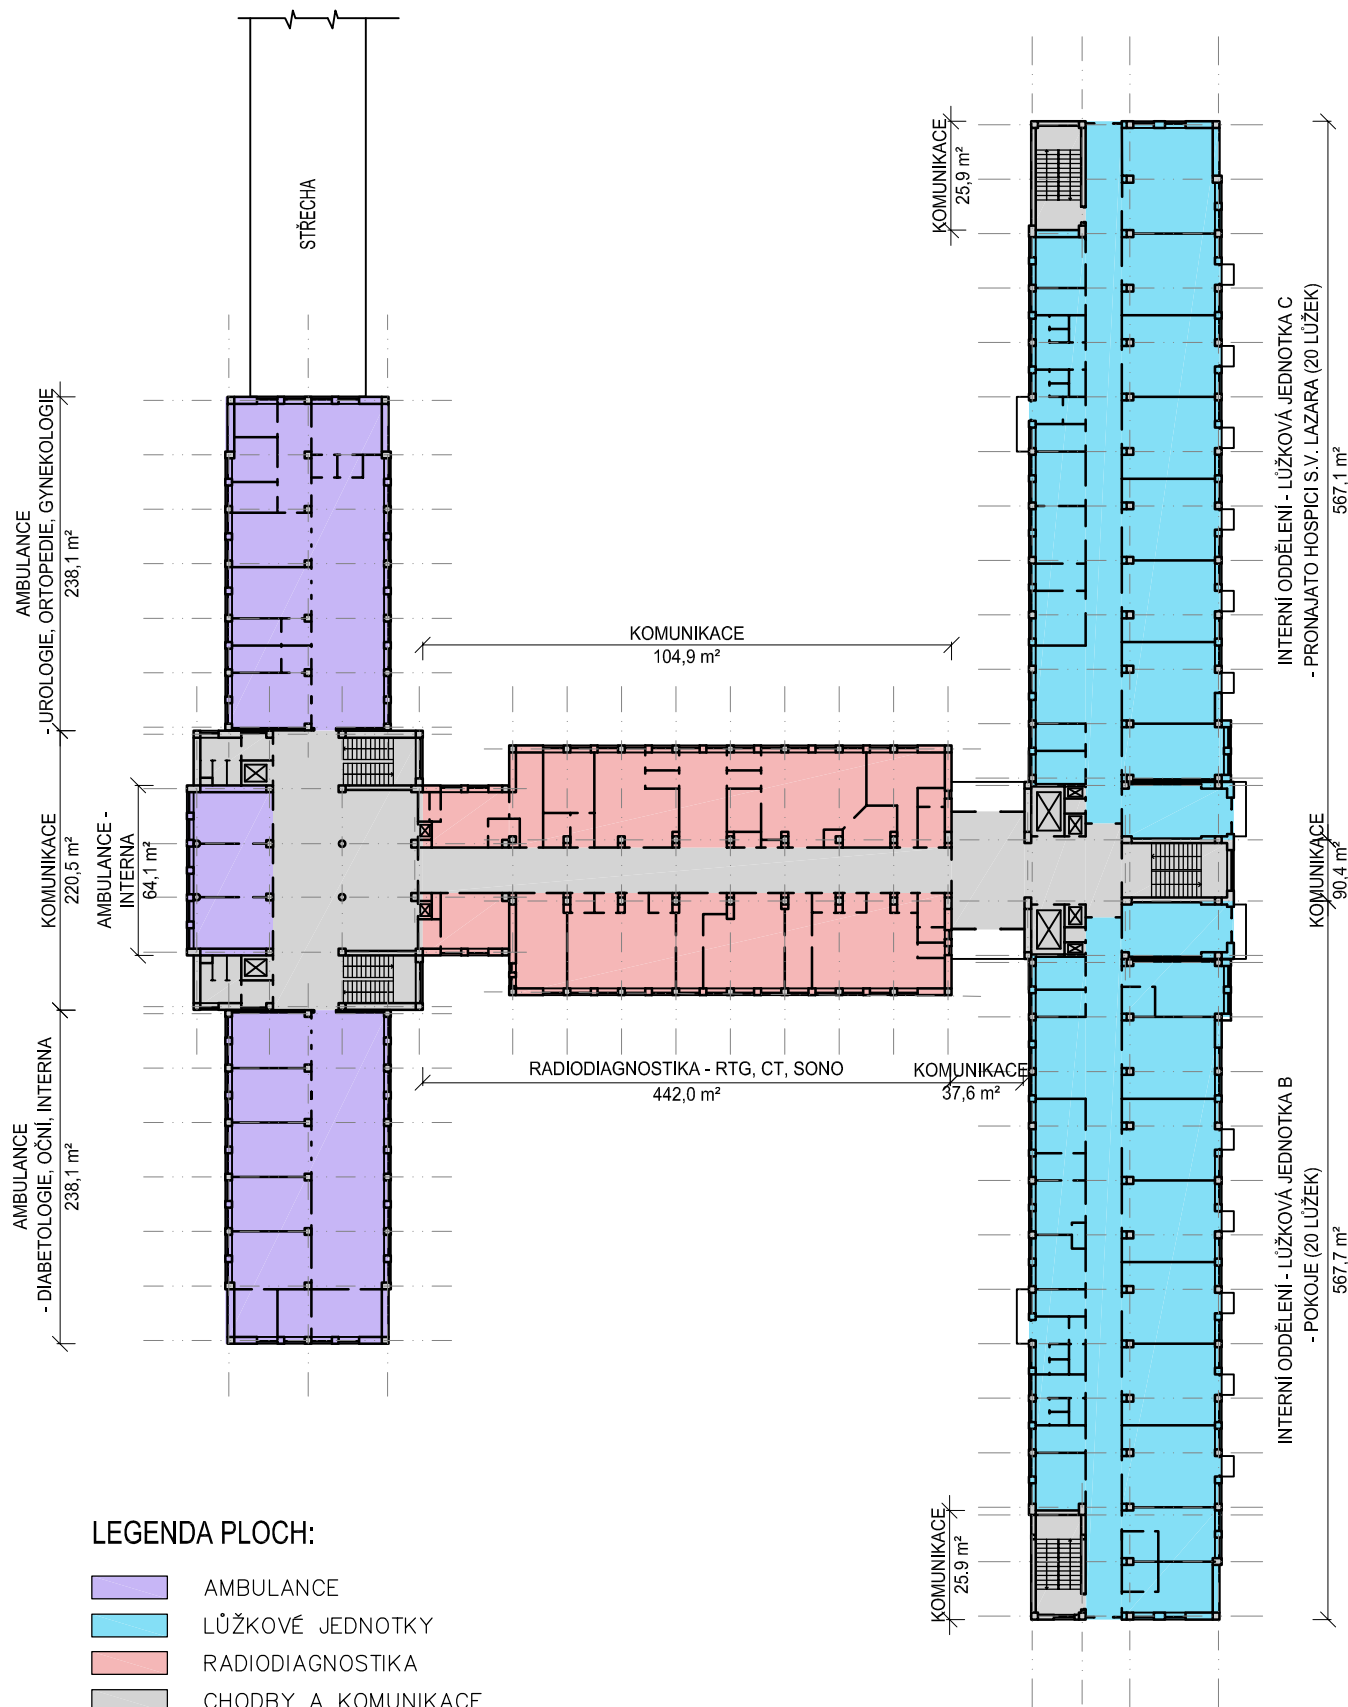 STŘECHA
KOMUNIKACE
25,9 m²
AMBULANCE
- UROLOGIE, ORTOPEDIE, GYNEKOLOGIE
238,1 m²
INTERNÍ ODDĚLENÍ - LŮŽKOVÁ JEDNOTKA C
- PRONAJATO HOSPICI S.V. LAZARA (20 LŮŽEK)
567,1 m²
KOMUNIKACE
104,9 m²
KOMUNIKACE
220,5 m²
AMBULANCE -
INTERNA
64,1 m²
KOMUNIKACE
90,4 m²
RADIODIAGNOSTIKA - RTG, CT, SONO
442,0 m²
KOMUNIKACE
37,6 m²
AMBULANCE
- DIABETOLOGIE, OČNÍ, INTERNA
238,1 m²
INTERNÍ ODDĚLENÍ - LŮŽKOVÁ JEDNOTKA B
- POKOJE (20 LŮŽEK)
567,7 m²
KOMUNIKACE
25,9 m²
LEGENDA PLOCH:
AMBULANCE
LŮŽKOVÉ JEDNOTKY
RADIODIAGNOSTIKA
CHODBY A KOMUNIKACE